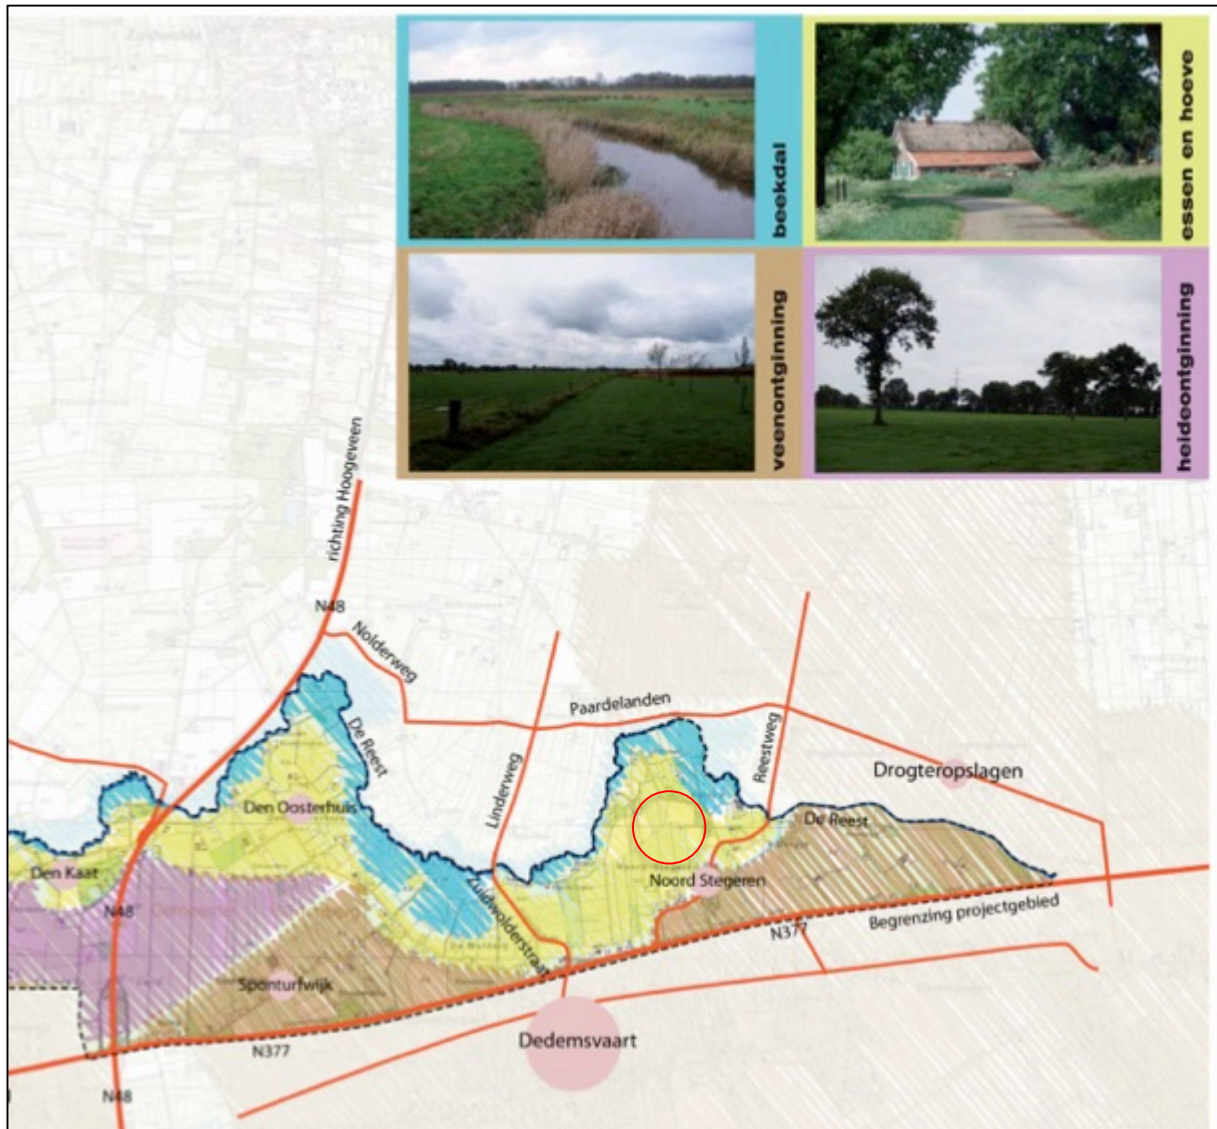 beekdal
essen en hoeve
veenontginning
heideontginning
richting Hoogeveen
N48
Nolderweg
Paardelanden
De Reest
Linderweg
Reestweg
Drogteropslagen
Den Oosterhuis
De Reest
Den Kaat
Noord Stegeren
N48
Zuidwolderstraat
Begrenzing projectgebied
N377
Sponturfwijk
Dedemsvaart
N377
N48